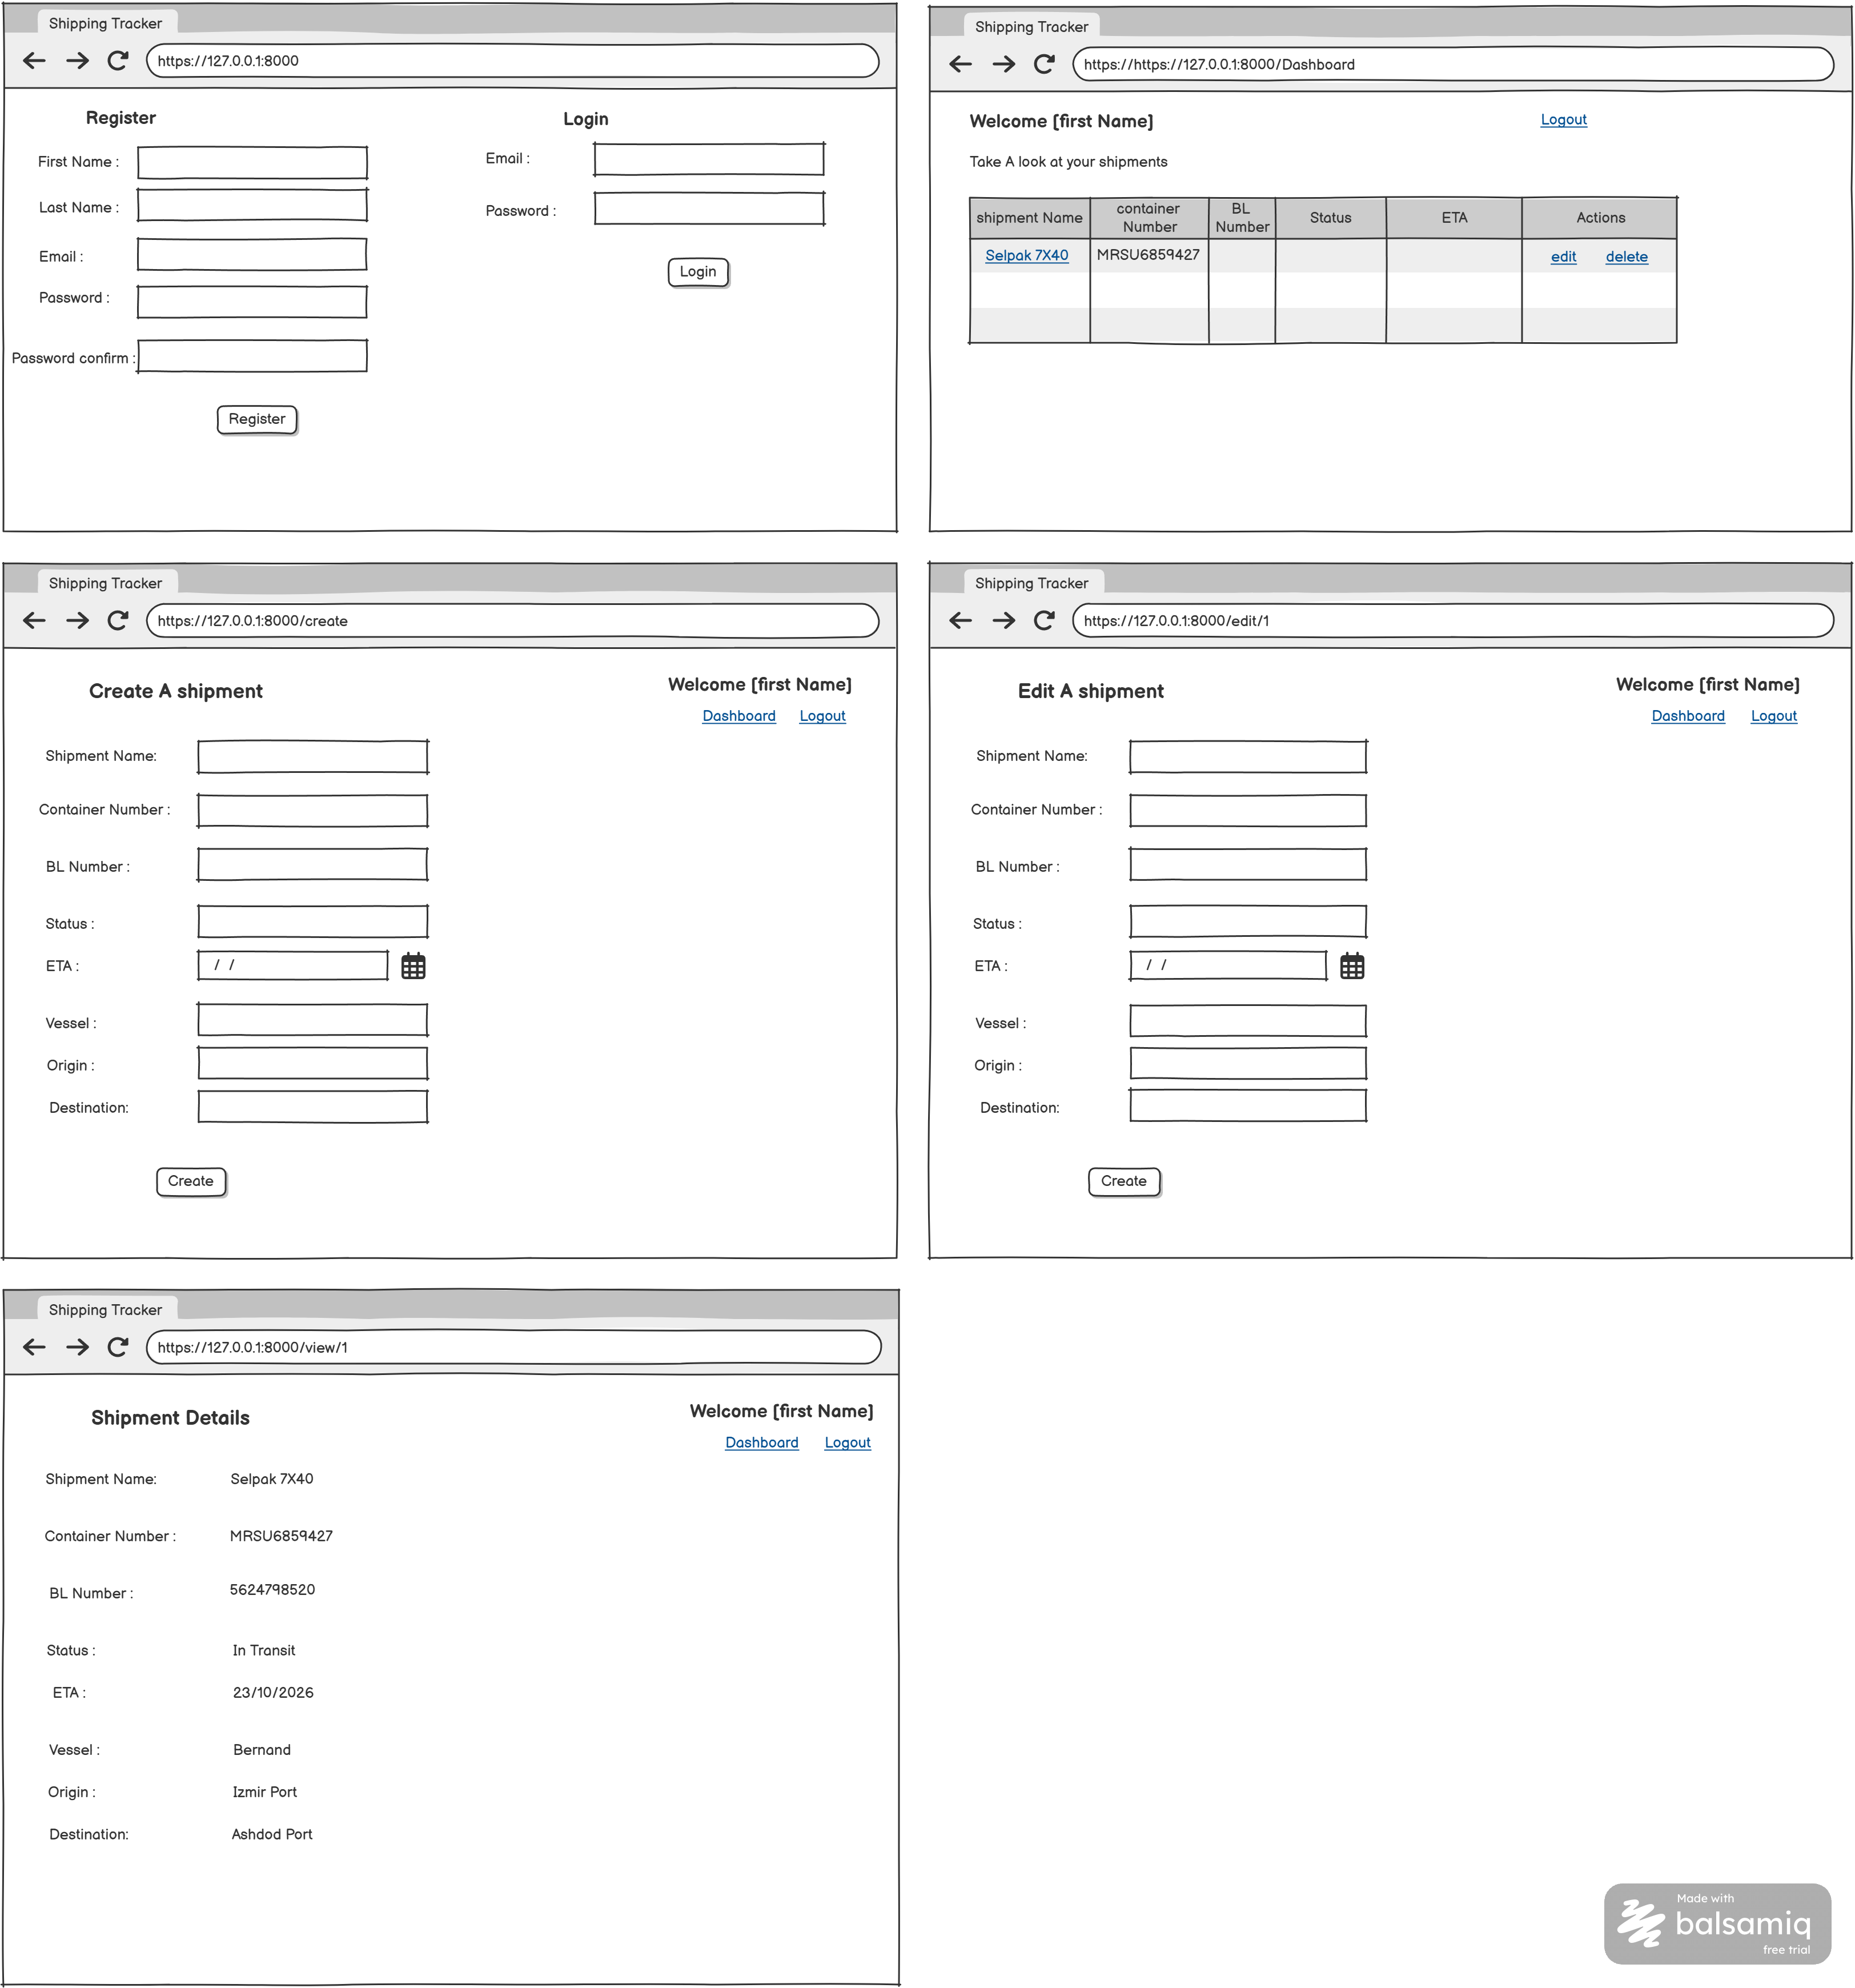 Shipping Tracker
https://127.0.0.1:8000
Register
Login
First Name :
Last Name :
Email :
Password :
Password confirm :
Register
Email :
Password :
Login
Shipping Tracker
https://https://127.0.0.1:8000/Dashboard
Welcome [first Name]
Logout
Take A look at your shipments
shipment Name container Number BL Number Status ETA Actions
Selpak 7X40 MRSU6859427 edit delete
Shipping Tracker
https://127.0.0.1:8000/create
Create A shipment
Welcome [first Name]
Dashboard Logout
Shipment Name:
Container Number :
BL Number :
Status :
ETA : / /
Vessel :
Origin :
Destination:
Create
Shipping Tracker
https://127.0.0.1:8000/edit/1
Edit A shipment
Welcome [first Name]
Dashboard Logout
Shipment Name:
Container Number :
BL Number :
Status :
ETA : / /
Vessel :
Origin :
Destination:
Create
Shipping Tracker
https://127.0.0.1:8000/view/1
Shipment Details
Welcome [first Name]
Dashboard Logout
Shipment Name: Selpak 7X40
Container Number : MRSU6859427
BL Number : 5624798520
Status : In Transit
ETA : 23/10/2026
Vessel : Bernand
Origin : Izmir Port
Destination: Ashdod Port
Made with
balsamiq
free trial